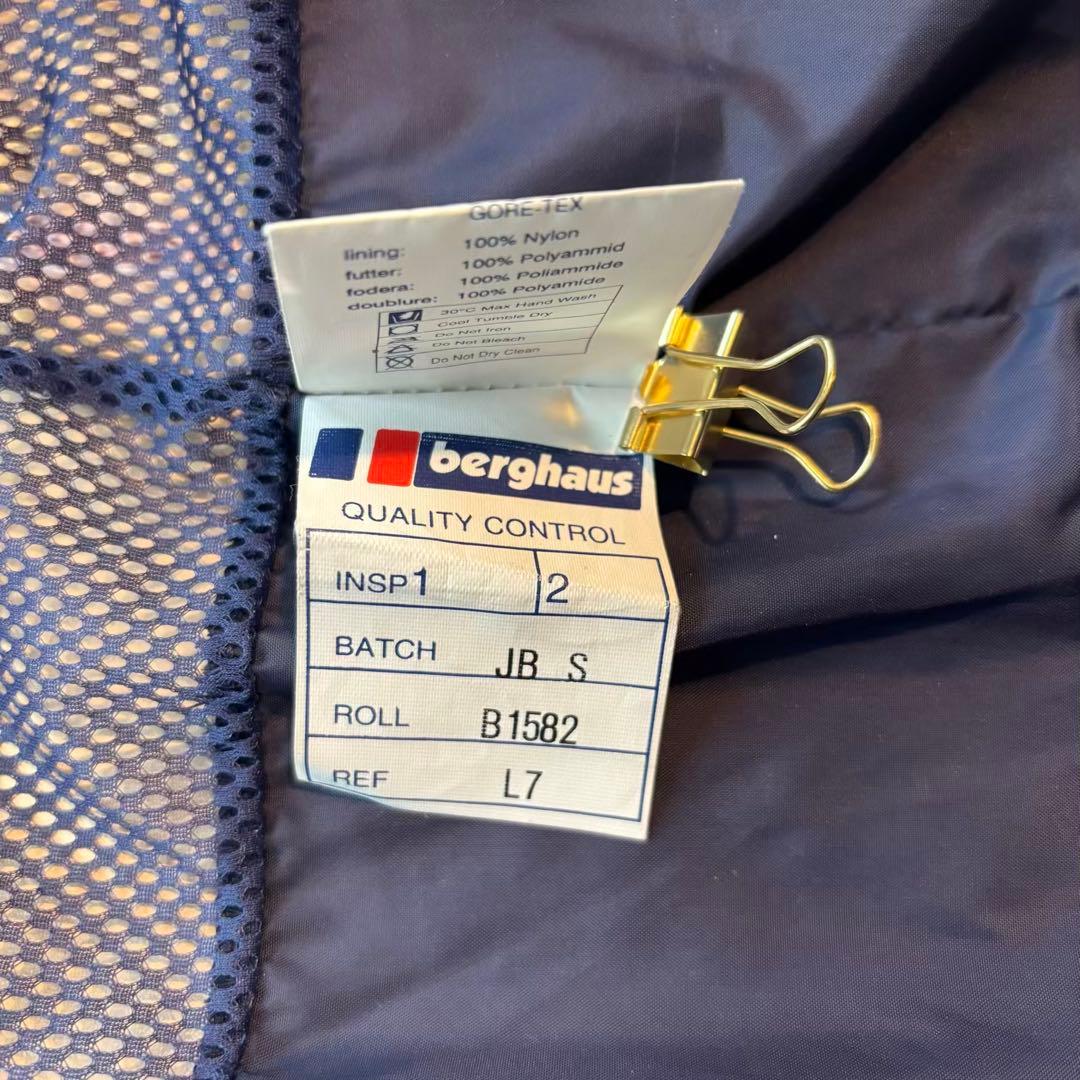 GORE-TEX
lining: 100% Nylon
futter: 100% Polyammid
fodera: 100% Poliammide
doublure: 100% Polyamide
30°C Max Hand Wash
Cool Tumble Dry
Do Not Iron
Do Not Bleach
Do Not Dry Clean
berghaus
QUALITY CONTROL
INSP 1 2
BATCH JB S
ROLL B1582
REF L7